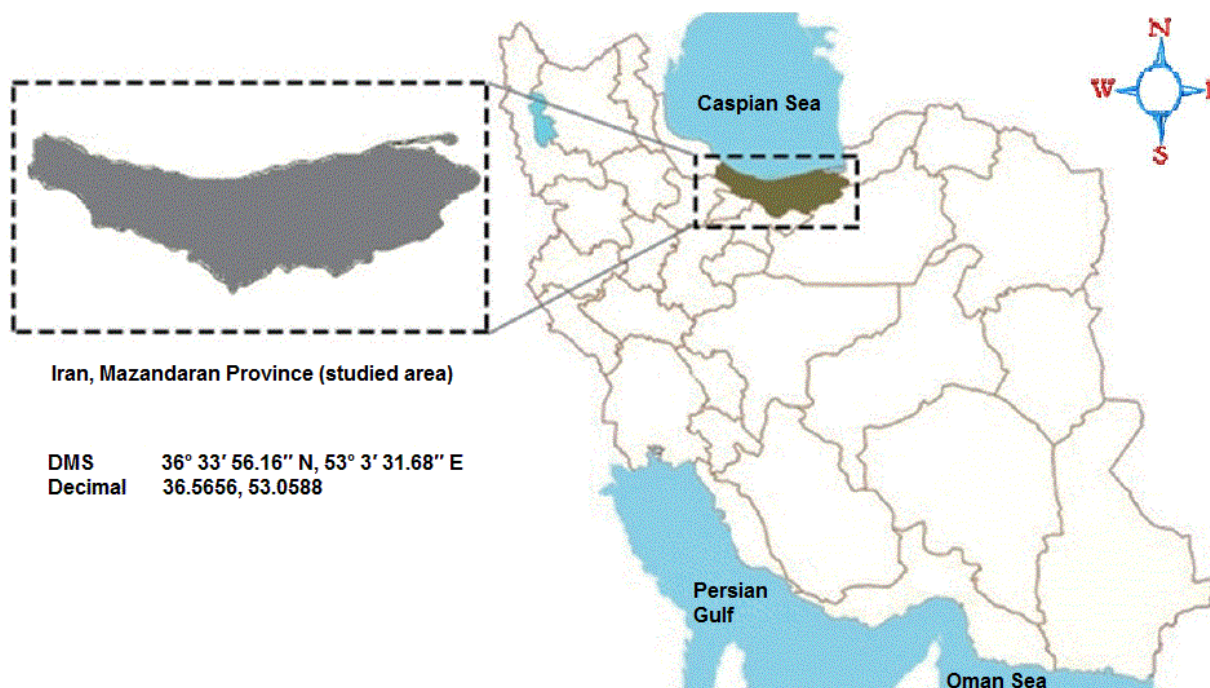 N
W
S
Caspian Sea
Iran, Mazandaran Province (studied area)
DMS 36° 33′ 56.16″ N, 53° 3′ 31.68″ E
Decimal 36.5656, 53.0588
Persian
Gulf
Oman Sea